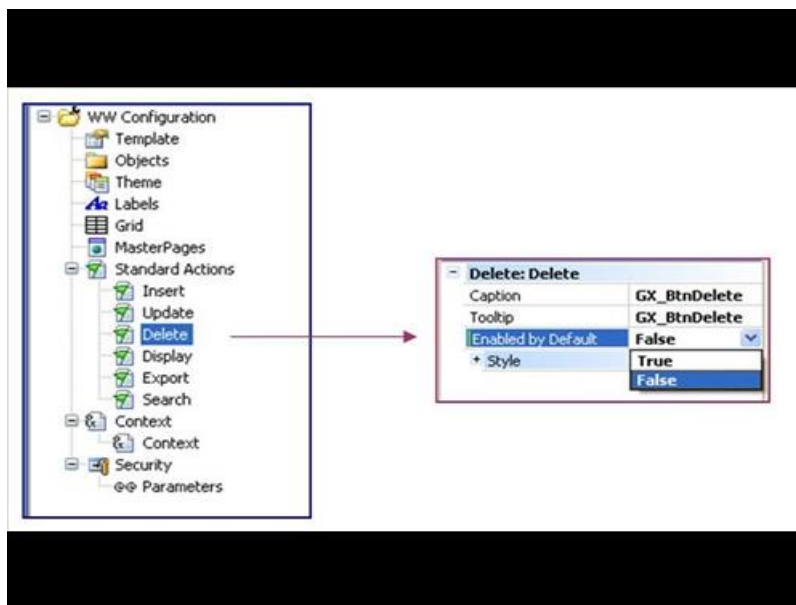 WW Configuration
Template
Objects
Theme
Labels
Grid
MasterPages
Standard Actions
Insert
Update
Delete
Display
Export
Search
Context
Context
Security
Parameters
Delete: Delete
Caption GX_BtnDelete
Tooltip GX_BtnDelete
Enabled by Default False
Style True
False